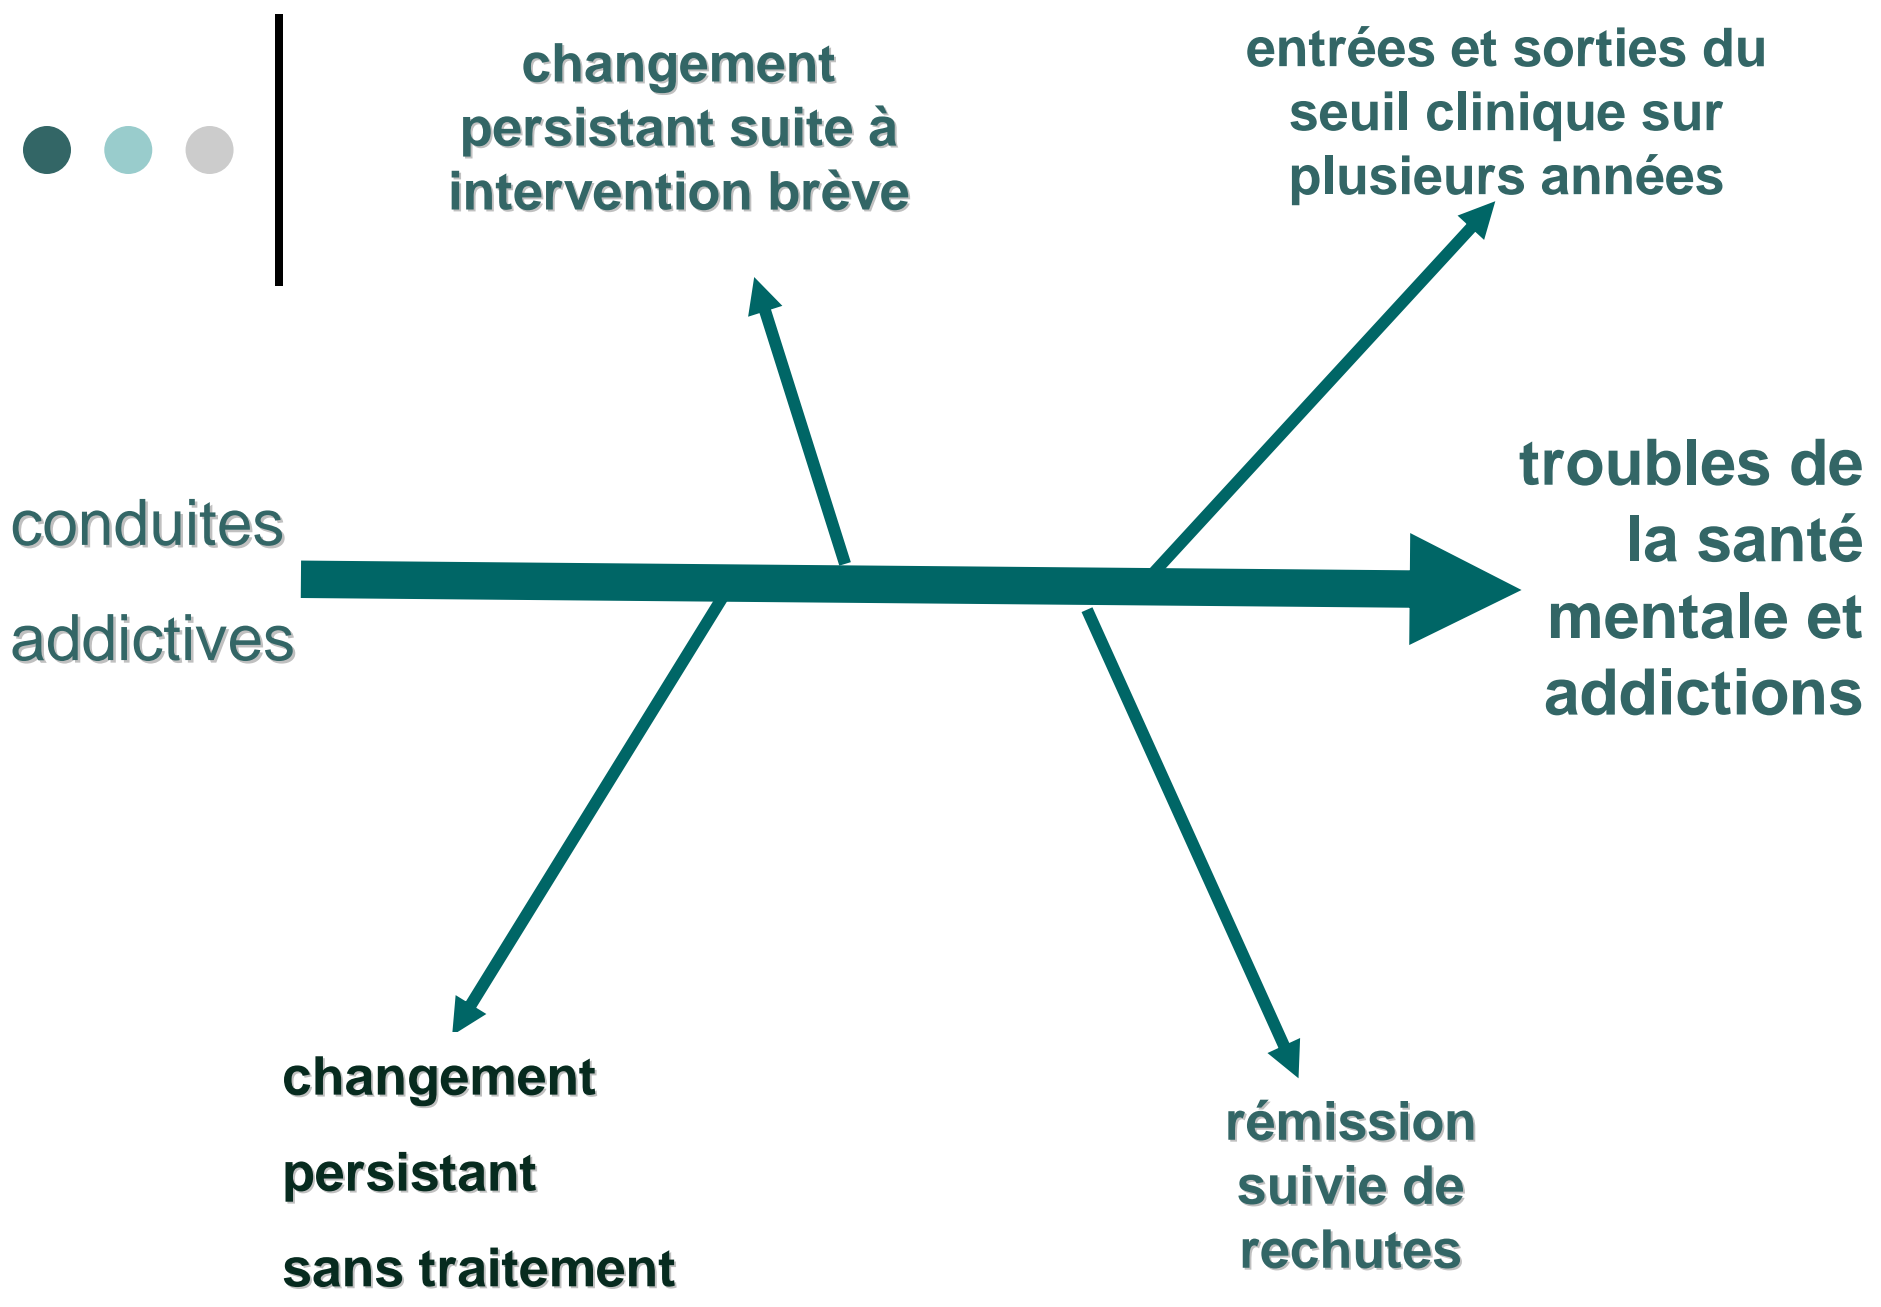 changement
persistant suite à
intervention brève
entrées et sorties du
seuil clinique sur
plusieurs années
conduites
addictives
troubles de
la santé
mentale et
addictions
changement
persistant
sans traitement
rémission
suivie de
rechutes